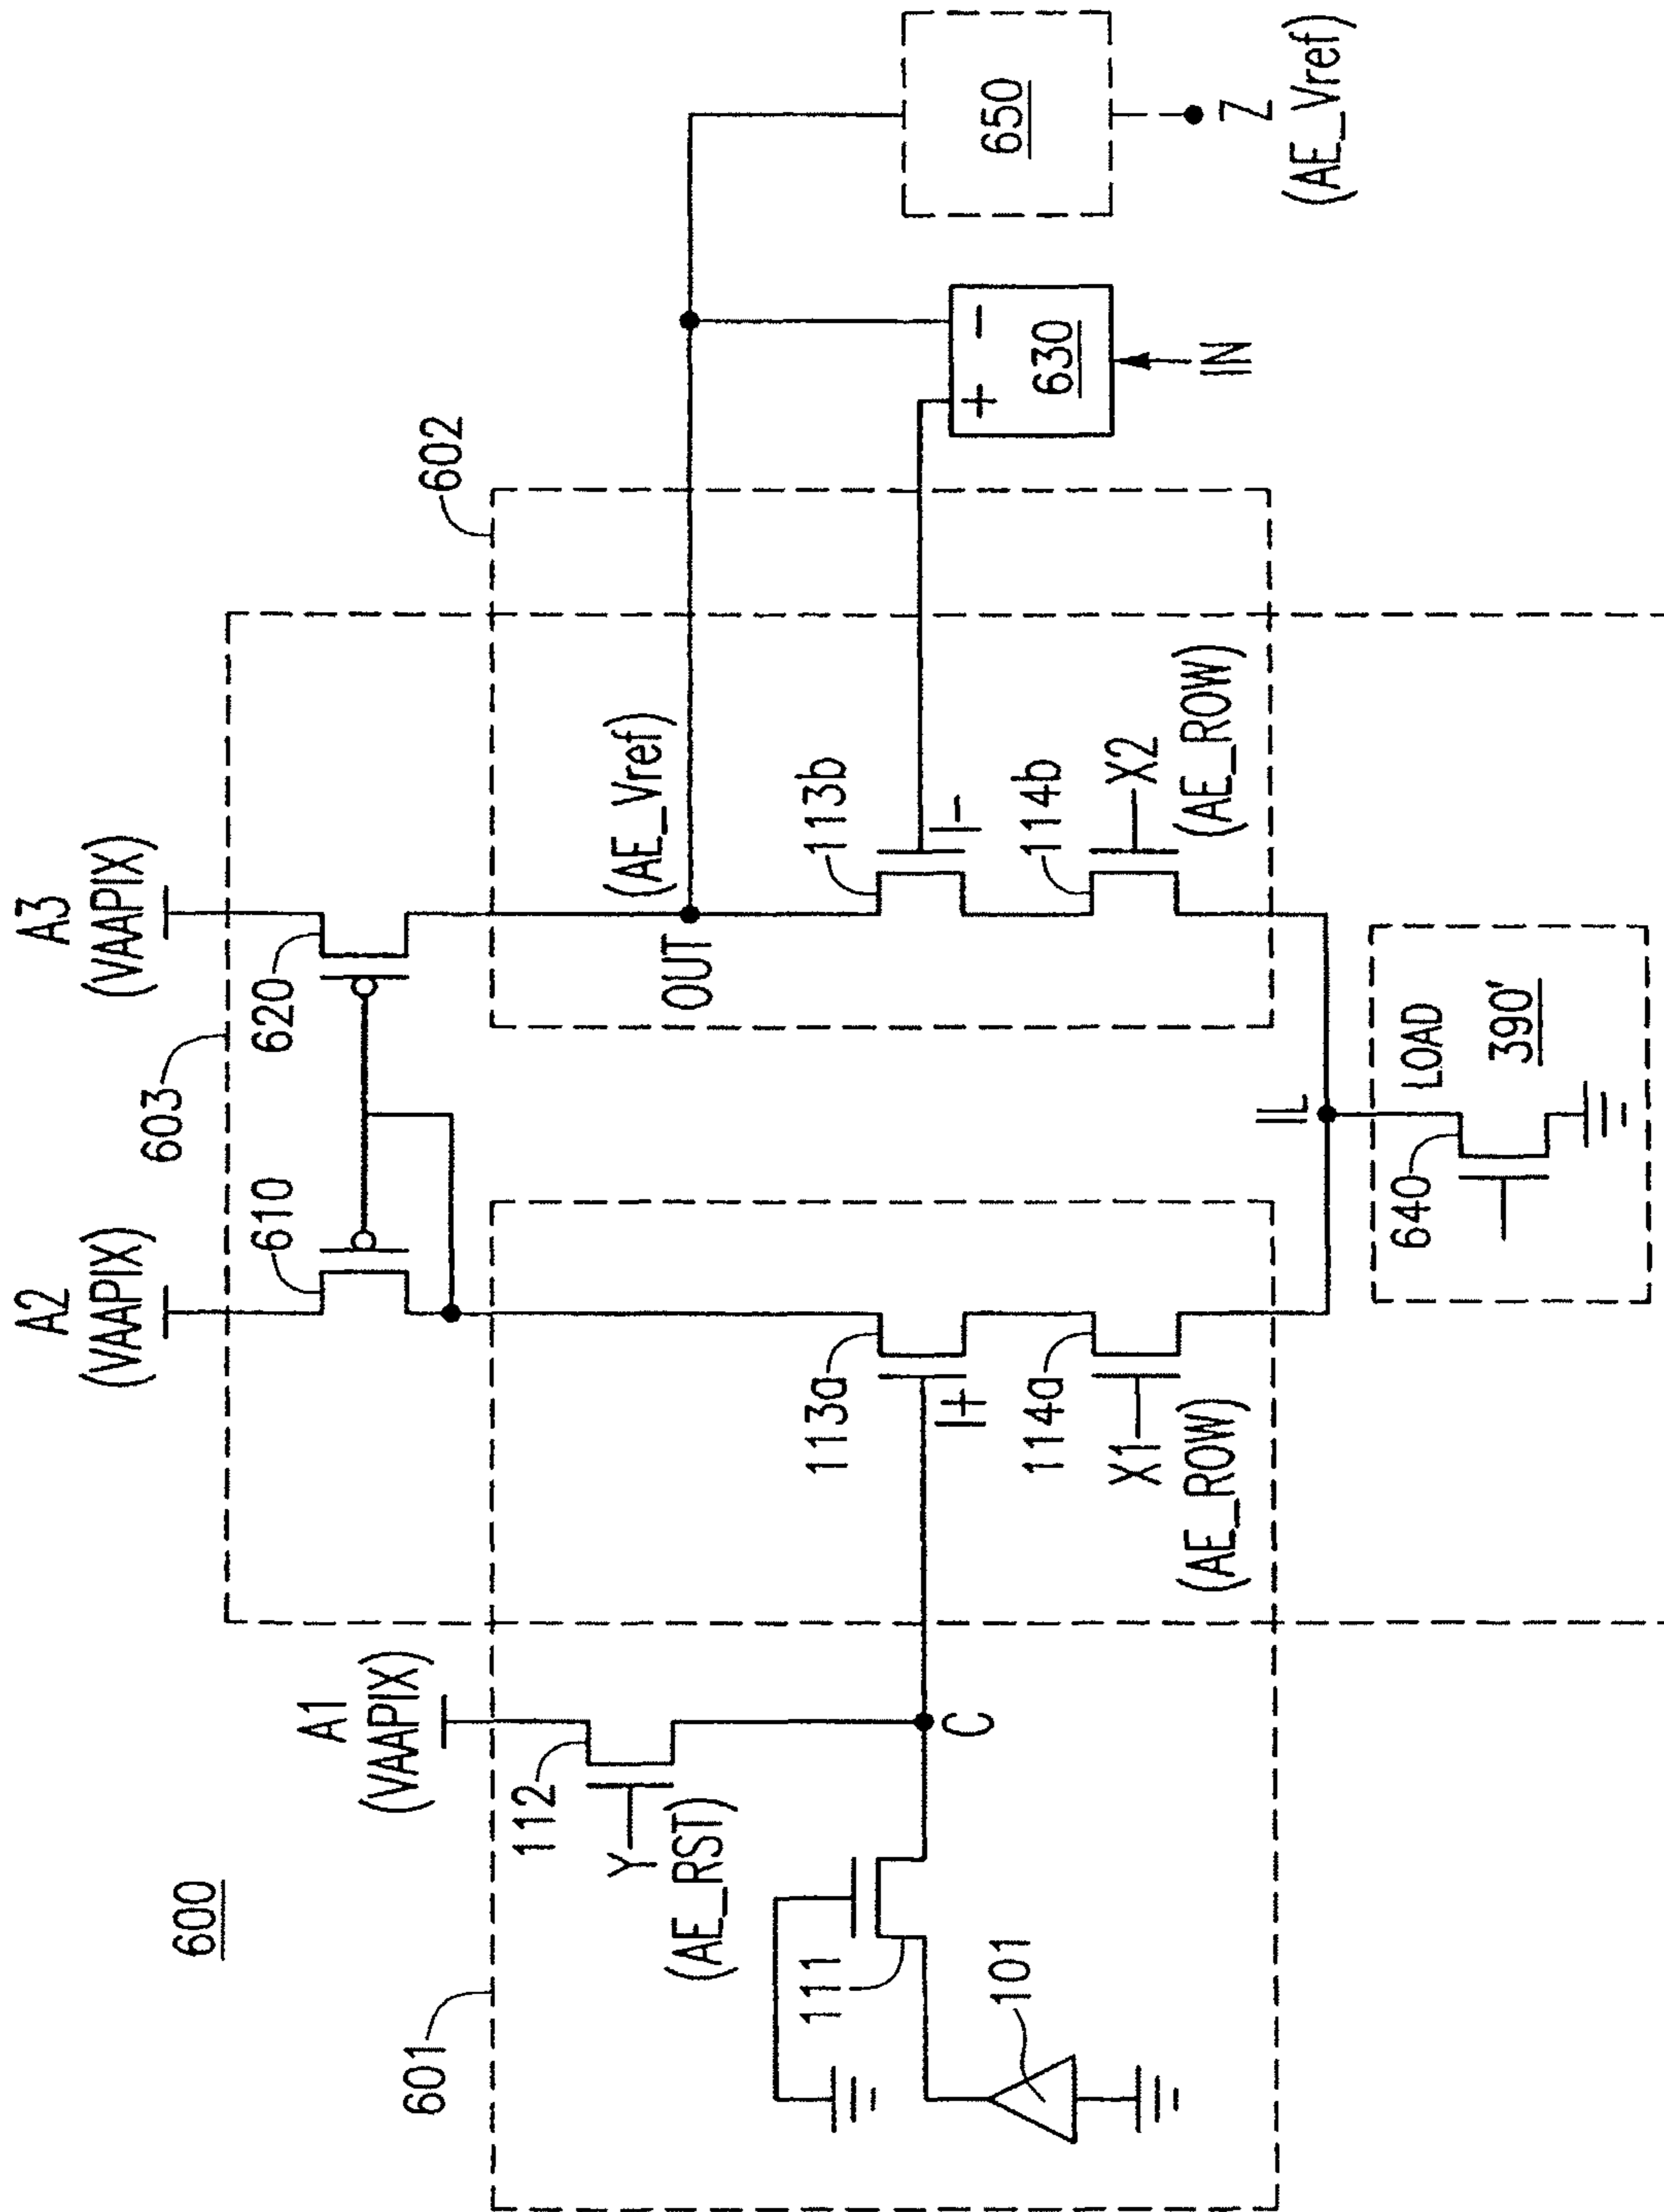 600
601
A1
(VAAPIX)
112
Y
(AE_RST)
111
101
C
603
A2
(VAAPIX)
610
A3
(VAAPIX)
620
602
113a
I+
114a
X1
(AE_ROW)
OUT
(AE_Vref)
113b
I-
114b
X2
(AE_ROW)
IL
LOAD
640
390'
+
-
630
IN
650
Z
(AE_Vref)